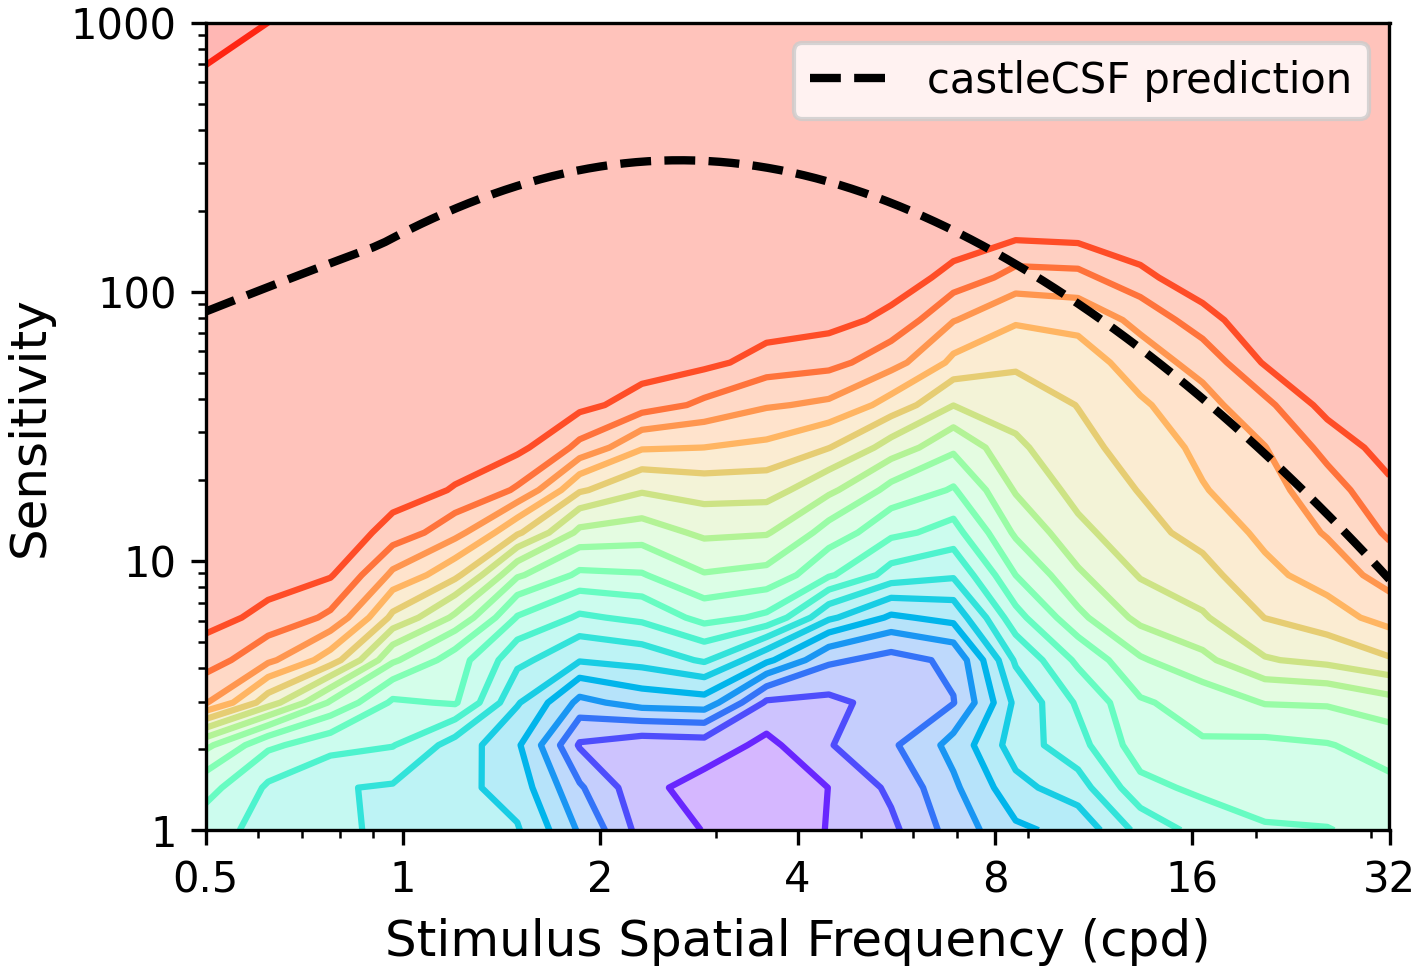 1000
100
10
1
Sensitivity
castleCSF prediction
0.5 1 2 4 8 16 32
Stimulus Spatial Frequency (cpd)